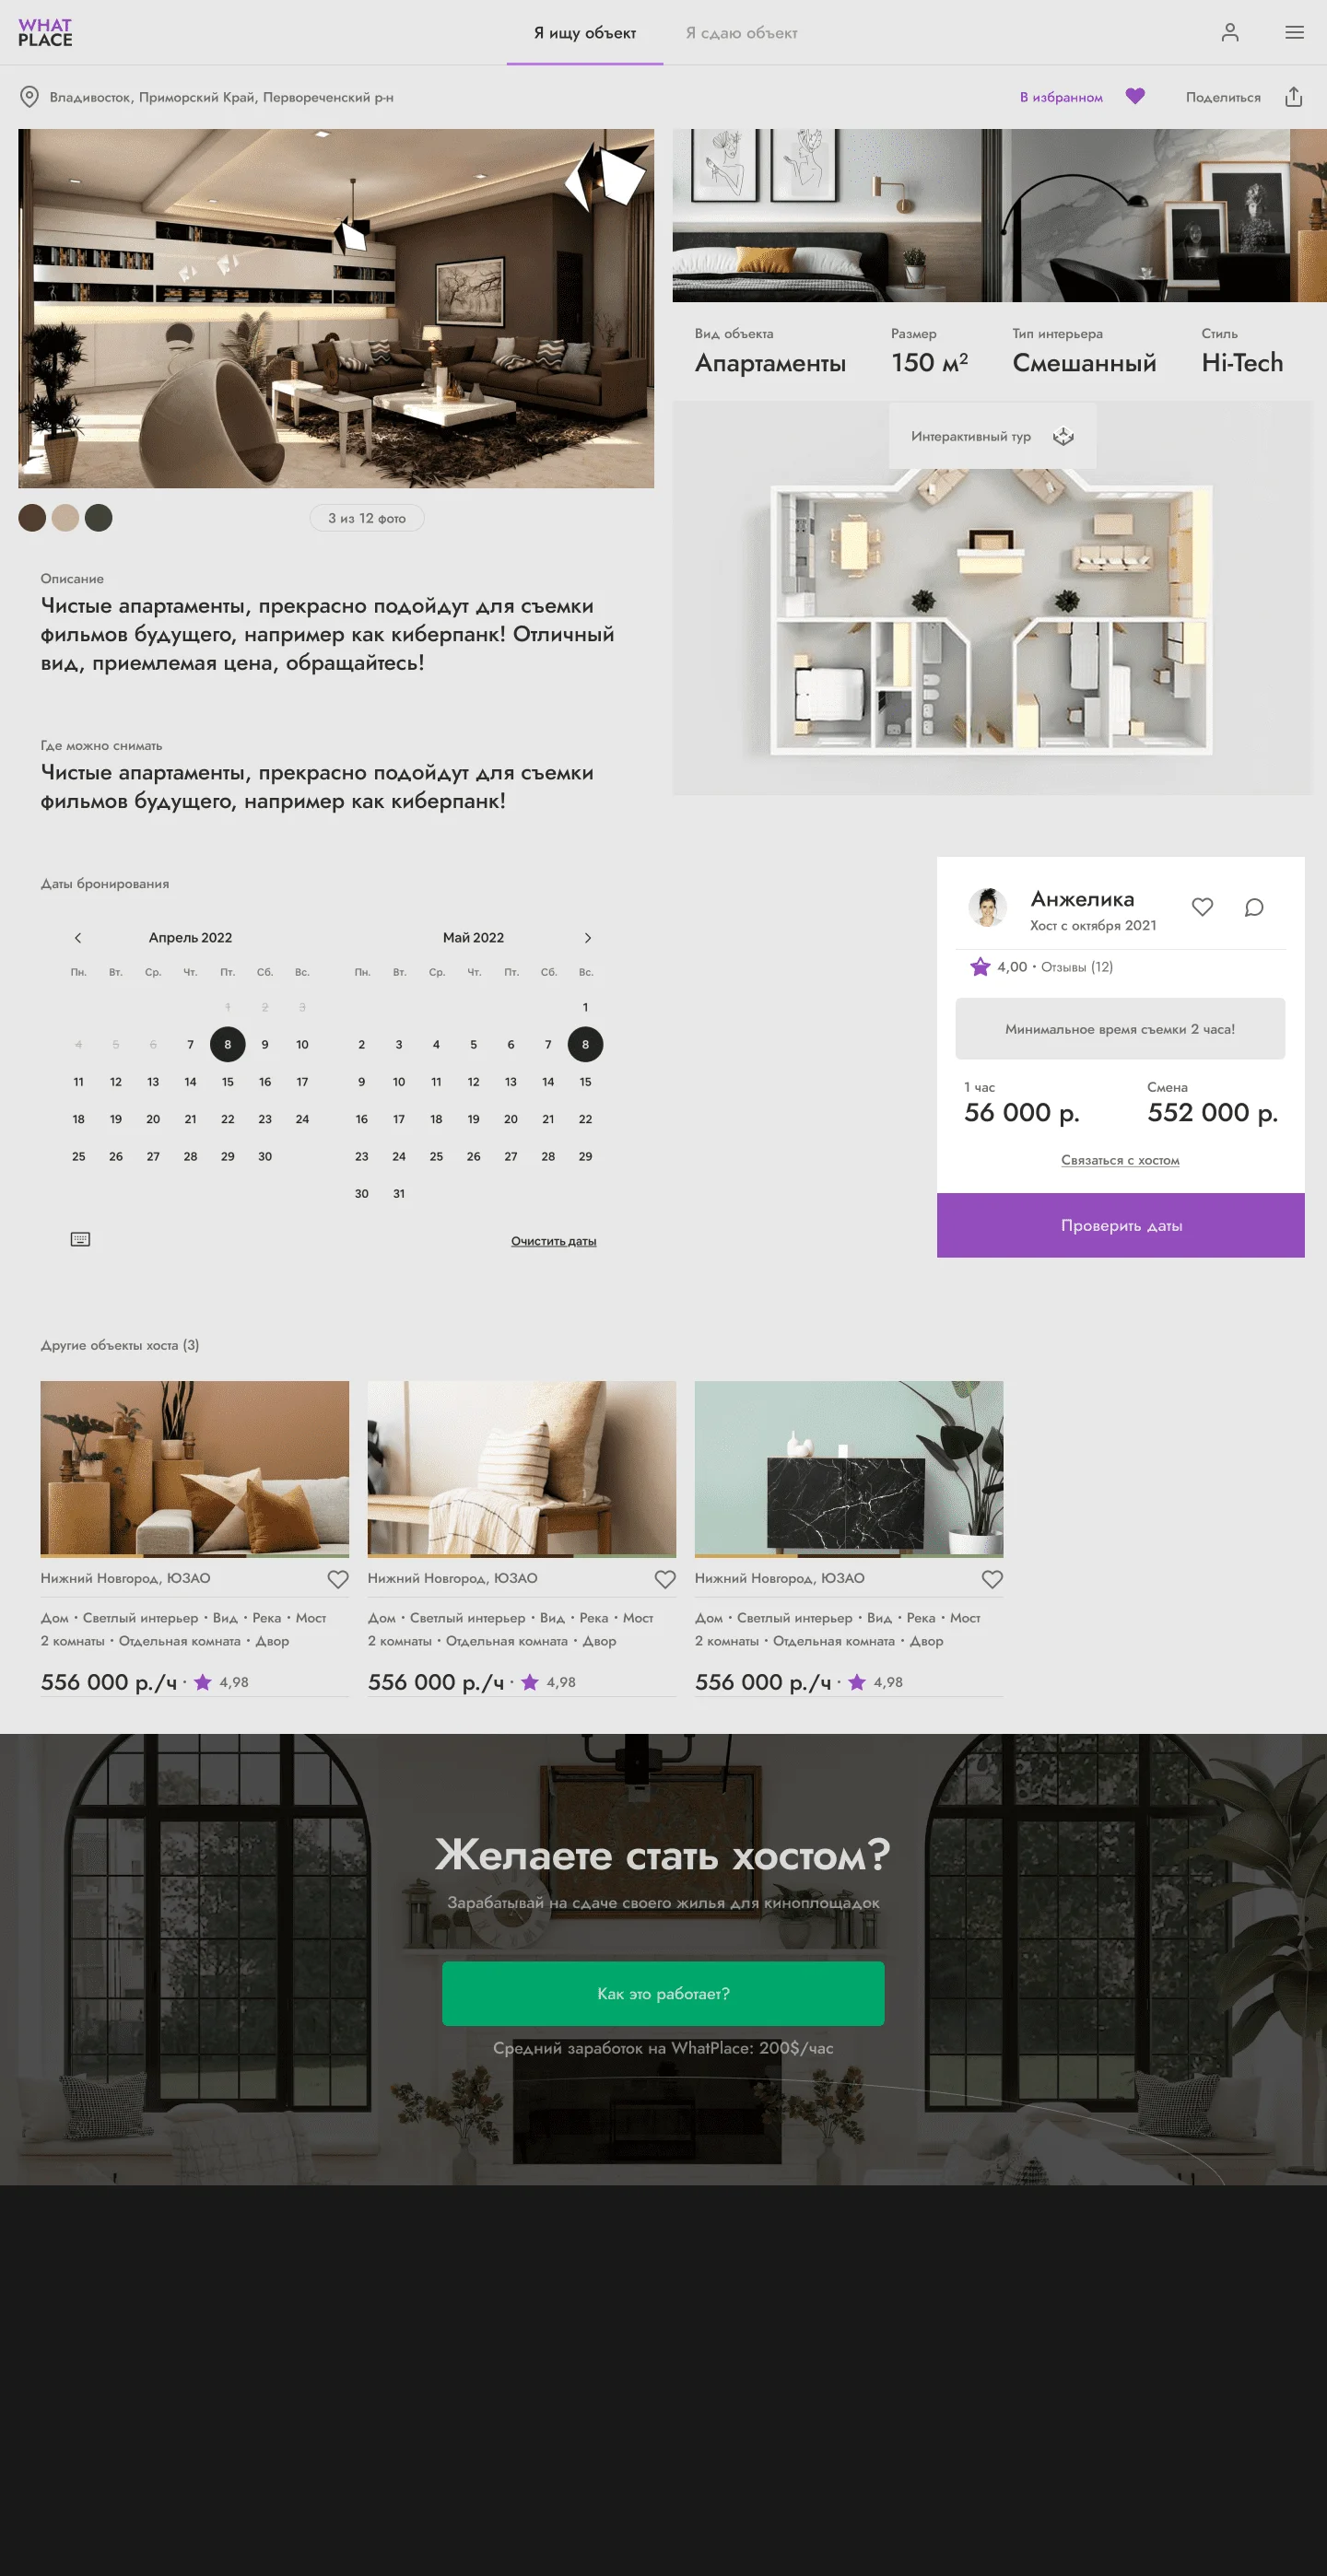 WHAT
PLACE
Я ищу объект
Я сдаю объект
Владивосток, Приморский Край, Первореченский р-н
В избранном
Поделиться
Вид объекта
Апартаменты
Размер
150 м²
Тип интерьера
Смешанный
Стиль
Hi-Tech
Интерактивный тур
3 из 12 фото
Описание
Чистые апартаменты, прекрасно подойдут для съемки
фильмов будущего, например как киберпанк! Отличный
вид, приемлемая цена, обращайтесь!
Где можно снимать
Чистые апартаменты, прекрасно подойдут для съемки
фильмов будущего, например как киберпанк!
Даты бронирования
Апрель 2022
Пн. Вт. Ср. Чт. Пт. Сб. Вс.
1 2 3
4 5 6 7 8 9 10
11 12 13 14 15 16 17
18 19 20 21 22 23 24
25 26 27 28 29 30
Май 2022
Пн. Вт. Ср. Чт. Пт. Сб. Вс.
1
2 3 4 5 6 7 8
9 10 11 12 13 14 15
16 17 18 19 20 21 22
23 24 25 26 27 28 29
30 31
Очистить даты
Анжелика
Хост с октября 2021
4,00 · Отзывы (12)
Минимальное время съемки 2 часа!
1 час
56 000 р.
Смена
552 000 р.
Связаться с хостом
Проверить даты
Другие объекты хоста (3)
Нижний Новгород, ЮЗАО
Дом · Светлый интерьер · Вид · Река · Мост
2 комнаты · Отдельная комната · Двор
556 000 р./ч · 4,98
Нижний Новгород, ЮЗАО
Дом · Светлый интерьер · Вид · Река · Мост
2 комнаты · Отдельная комната · Двор
556 000 р./ч · 4,98
Нижний Новгород, ЮЗАО
Дом · Светлый интерьер · Вид · Река · Мост
2 комнаты · Отдельная комната · Двор
556 000 р./ч · 4,98
Желаете стать хостом?
Зарабатывай на сдаче своего жилья для киноплощадок
Как это работает?
Средний заработок на WhatPlace: 200$/час